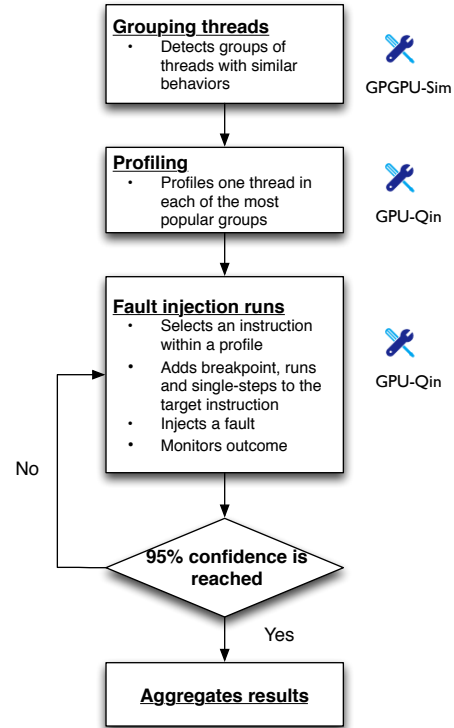 Grouping threads
• Detects groups of
threads with similar
behaviors
GPGPU-Sim
Profiling
• Profiles one thread in
each of the most
popular groups
GPU-Qin
Fault injection runs
• Selects an instruction
within a profile
• Adds breakpoint, runs
and single-steps to the
target instruction
• Injects a fault
• Monitors outcome
GPU-Qin
No
95% confidence is
reached
Yes
Aggregates results